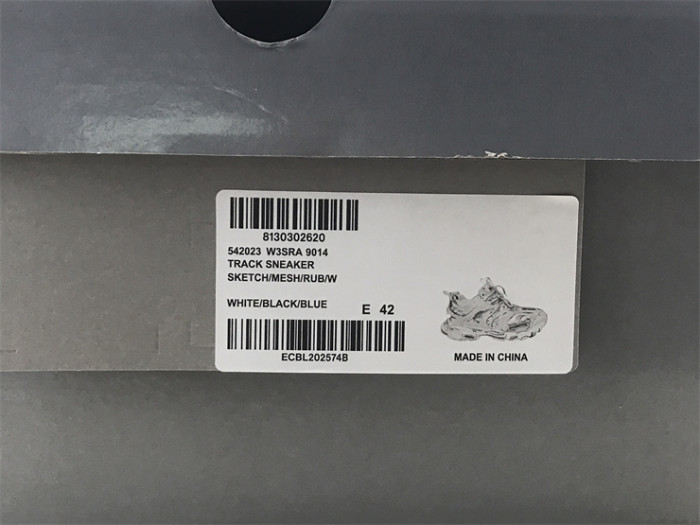 8130302620
542023 W3SRA 9014
TRACK SNEAKER
SKETCH/MESH/RUB/W
WHITE/BLACK/BLUE E 42
ECBL202574B
MADE IN CHINA